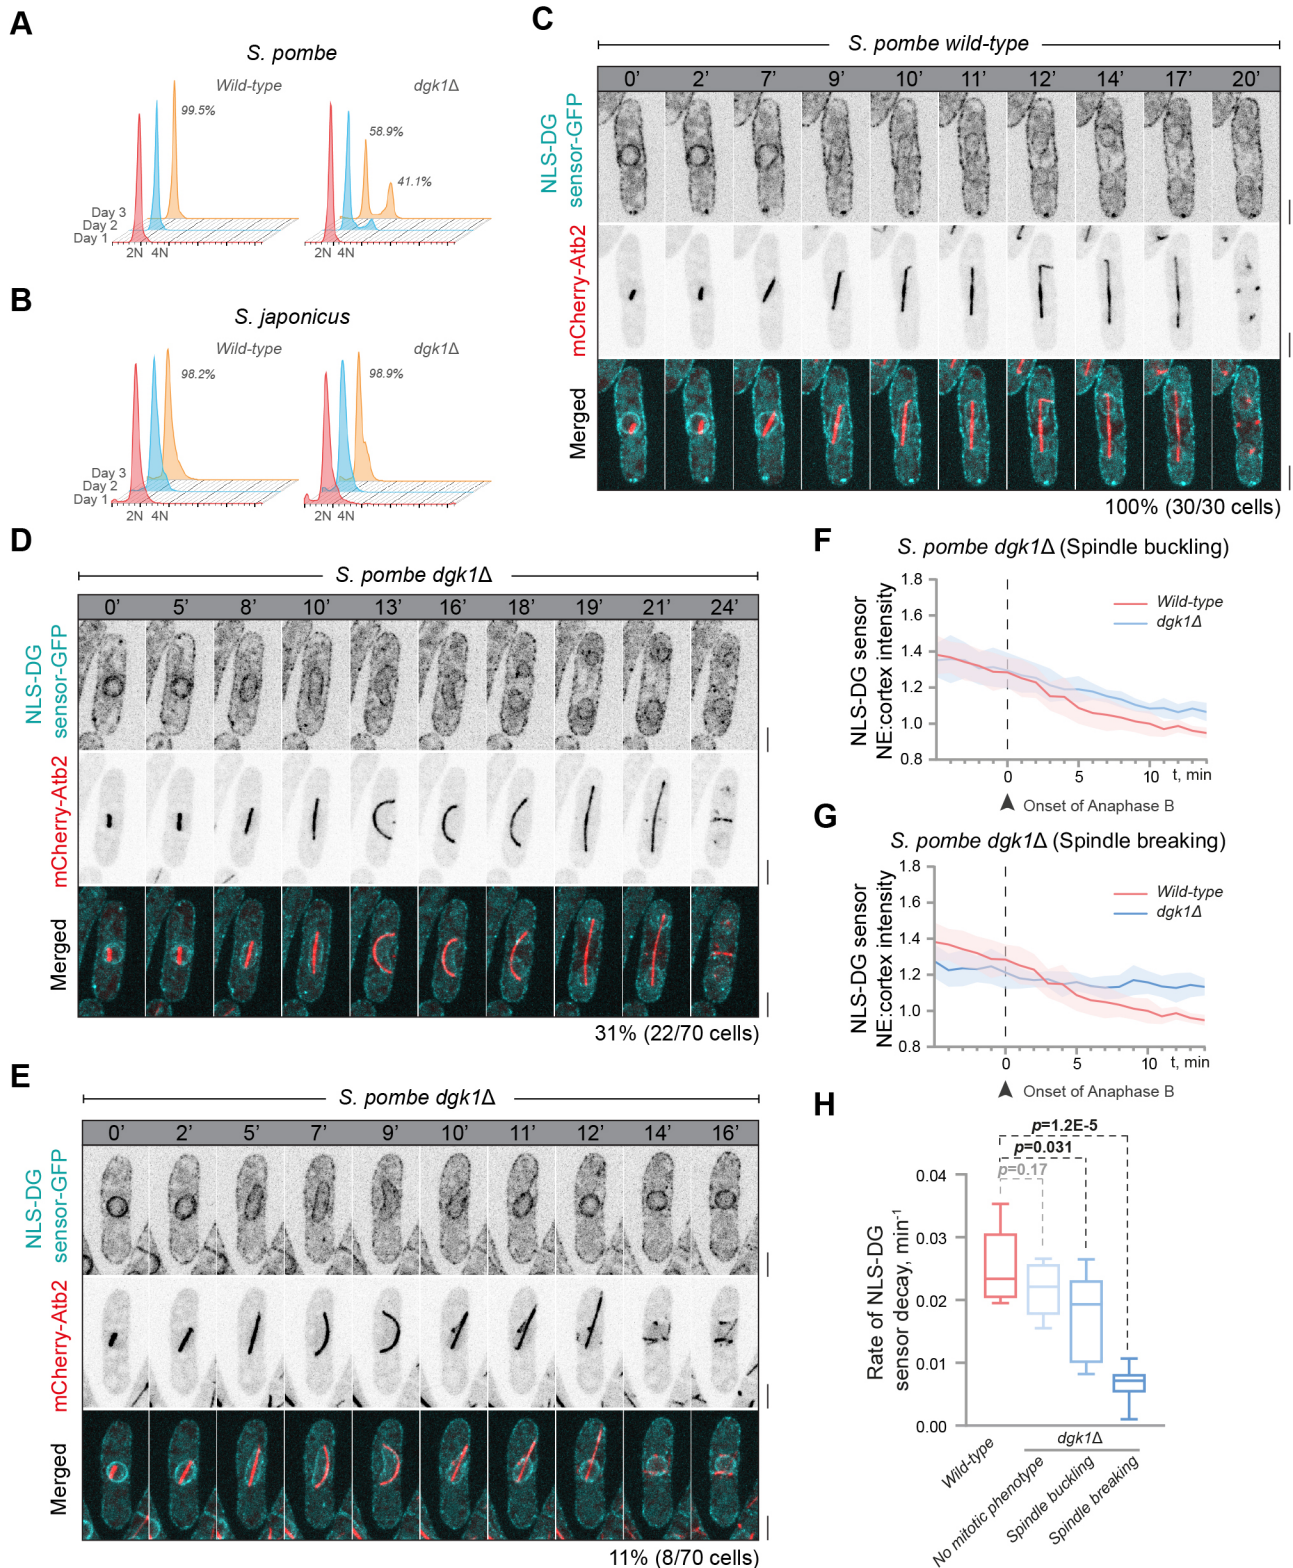 A
S. pombe
Wild-type
dgk1Δ
99.5%
58.9%
41.1%
Day 3
Day 2
Day 1
2N 4N
2N 4N
B
S. japonicus
Wild-type
dgk1Δ
98.2%
98.9%
Day 3
Day 2
Day 1
2N 4N
2N 4N
C
S. pombe wild-type
0’ 2’ 7’ 9’ 10’ 11’ 12’ 14’ 17’ 20’
NLS-DG
sensor-GFP
mCherry-Atb2
Merged
100% (30/30 cells)
D
S. pombe dgk1Δ
0’ 5’ 8’ 10’ 13’ 16’ 18’ 19’ 21’ 24’
NLS-DG
sensor-GFP
mCherry-Atb2
Merged
31% (22/70 cells)
E
S. pombe dgk1Δ
0’ 2’ 5’ 7’ 9’ 10’ 11’ 12’ 14’ 16’
NLS-DG
sensor-GFP
mCherry-Atb2
Merged
11% (8/70 cells)
F
S. pombe dgk1Δ (Spindle buckling)
NLS-DG sensor
NE:cortex intensity
1.8
1.6
1.4
1.2
1.0
0.8
Wild-type
dgk1Δ
0 5 10 t, min
Onset of Anaphase B
G
S. pombe dgk1Δ (Spindle breaking)
NLS-DG sensor
NE:cortex intensity
1.8
1.6
1.4
1.2
1.0
0.8
Wild-type
dgk1Δ
0 5 10 t, min
Onset of Anaphase B
H
p=1.2E-5
p=0.031
p=0.17
Rate of NLS-DG
sensor decay, min-1
0.04
0.03
0.02
0.01
0.00
dgk1Δ
Wild-type
No mitotic phenotype
Spindle buckling
Spindle breaking